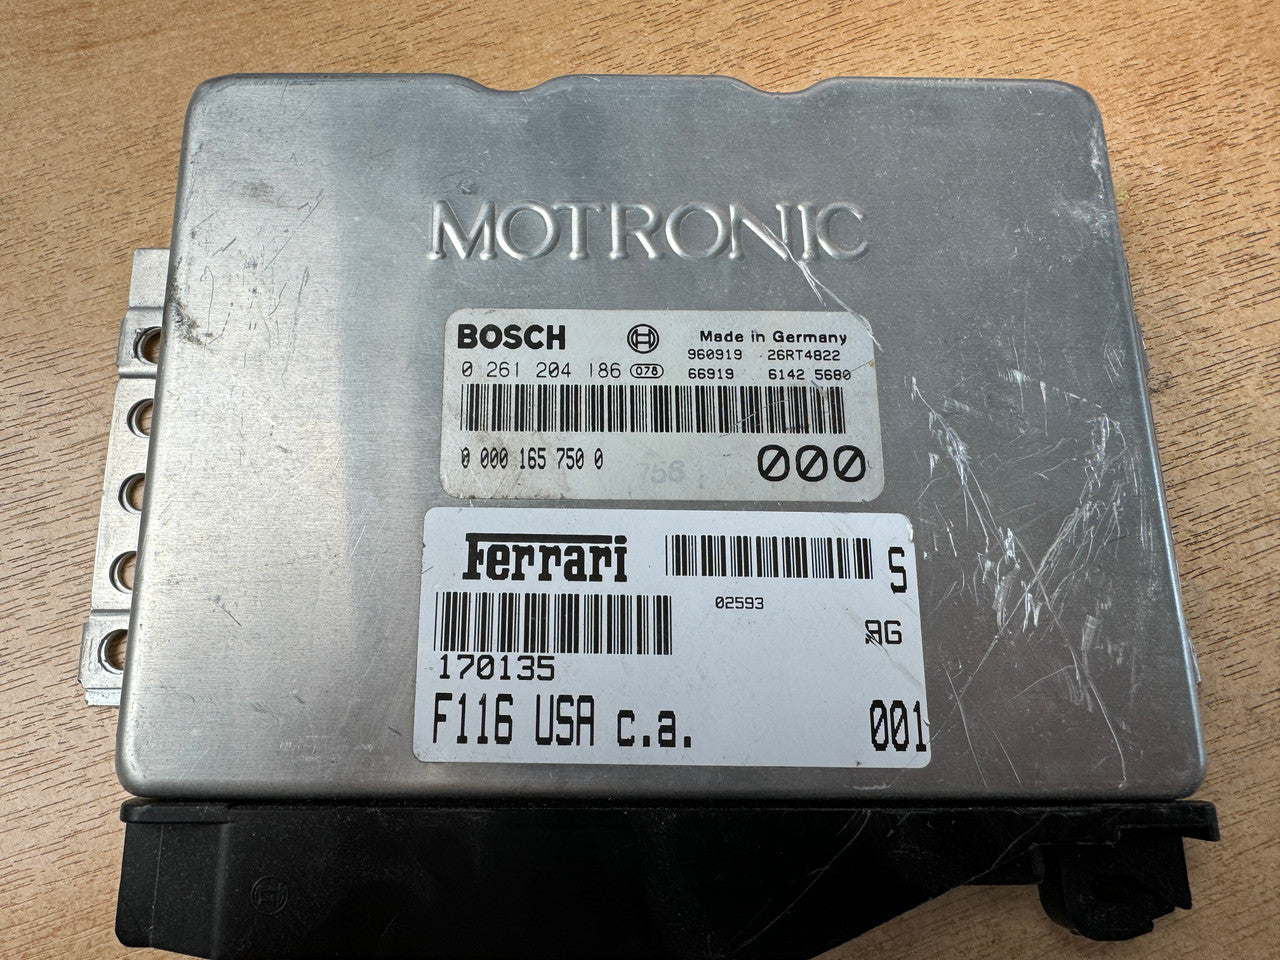 MOTRONIC
BOSCH Made in Germany
960919 26RT4822
0 261 204 186 078 66919 6142 5680
0 000 165 750 0 758 000
Ferrari S
02593
AG
170135
F116 USA c.a. 001